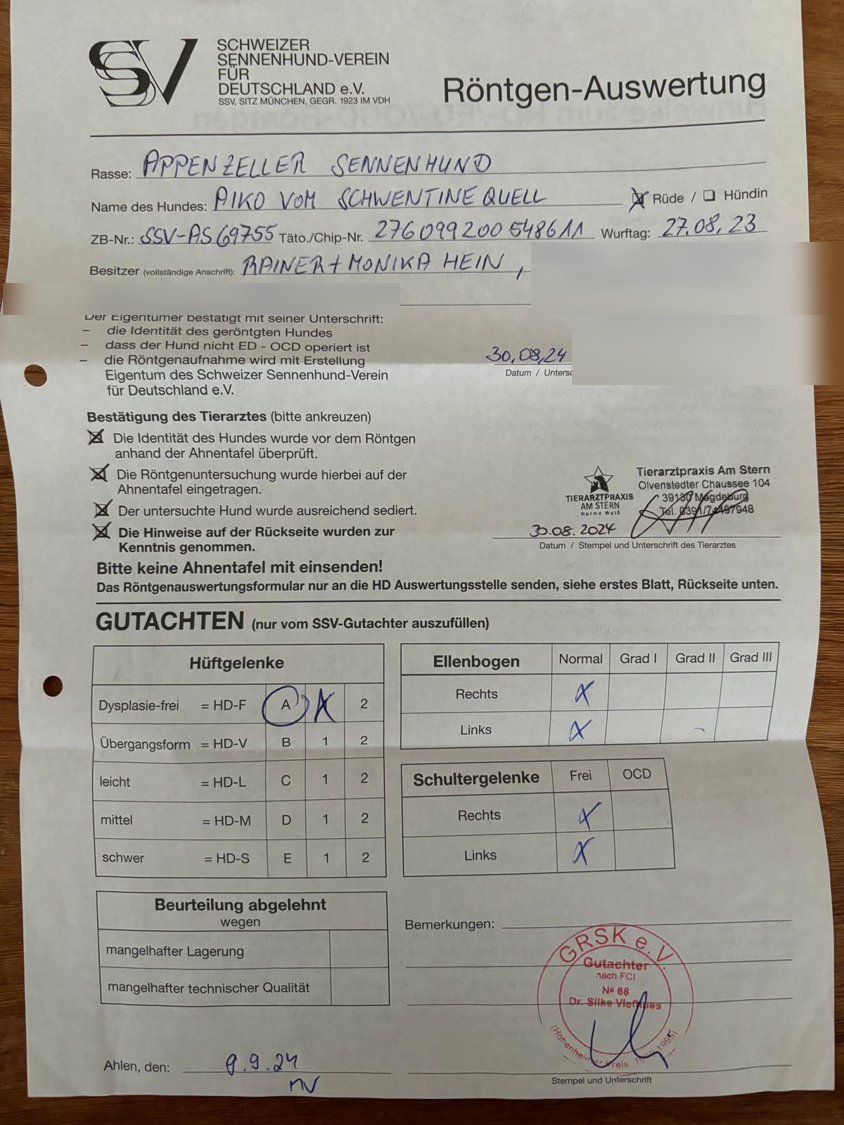 SSV
SCHWEIZER
SENNENHUND-VEREIN
FÜR
DEUTSCHLAND e.V.
SSV, SITZ MÜNCHEN, GEGR. 1923 IM VDH
Röntgen-Auswertung
Rasse: APPENZELLER SENNENHUND
Name des Hundes: AIKO VOM SCHWENTINE QUELL Rüde / Hündin
ZB-Nr.: SSV-AS 69755 Täto./Chip-Nr. 276099200548611 Wurftag: 27.08.23
Besitzer (vollständige Anschrift): RAINER + MONIKA HEIN,
Der Eigentümer bestätigt mit seiner Unterschrift:
– die Identität des geröntgten Hundes
– dass der Hund nicht ED - OCD operiert ist
– die Röntgenaufnahme wird mit Erstellung
Eigentum des Schweizer Sennenhund-Verein
für Deutschland e.V.
30,08,24
Datum /
Bestätigung des Tierarztes (bitte ankreuzen)
Die Identität des Hundes wurde vor dem Röntgen
anhand der Ahnentafel überprüft.
Die Röntgenuntersuchung wurde hierbei auf der
Ahnentafel eingetragen.
Der untersuchte Hund wurde ausreichend sediert.
Die Hinweise auf der Rückseite wurden zur
Kenntnis genommen.
TIERARZTPRAXIS
AM STERN
Tierarztpraxis Am Stern
Olvenstedter Chaussee 104
39130 Magdeburg
30.08.2024
Datum / Stempel und Unterschrift des Tierarztes
Bitte keine Ahnentafel mit einsenden!
Das Röntgenauswertungsformular nur an die HD Auswertungsstelle senden, siehe erstes Blatt, Rückseite unten.
GUTACHTEN (nur vom SSV-Gutachter auszufüllen)
Hüftgelenke
Dysplasie-frei = HD-F A 1 2
Übergangsform = HD-V B 1 2
leicht = HD-L C 1 2
mittel = HD-M D 1 2
schwer = HD-S E 1 2
Ellenbogen Normal Grad I Grad II Grad III
Rechts X
Links X
Schultergelenke Frei OCD
Rechts X
Links X
Beurteilung abgelehnt
wegen
mangelhafter Lagerung
mangelhafter technischer Qualität
Bemerkungen:
GRSK e.V.
Gutachter
nach FCI
Nº 68
Dr. Silke
Ahlen, den: 9.9.24
Stempel und Unterschrift